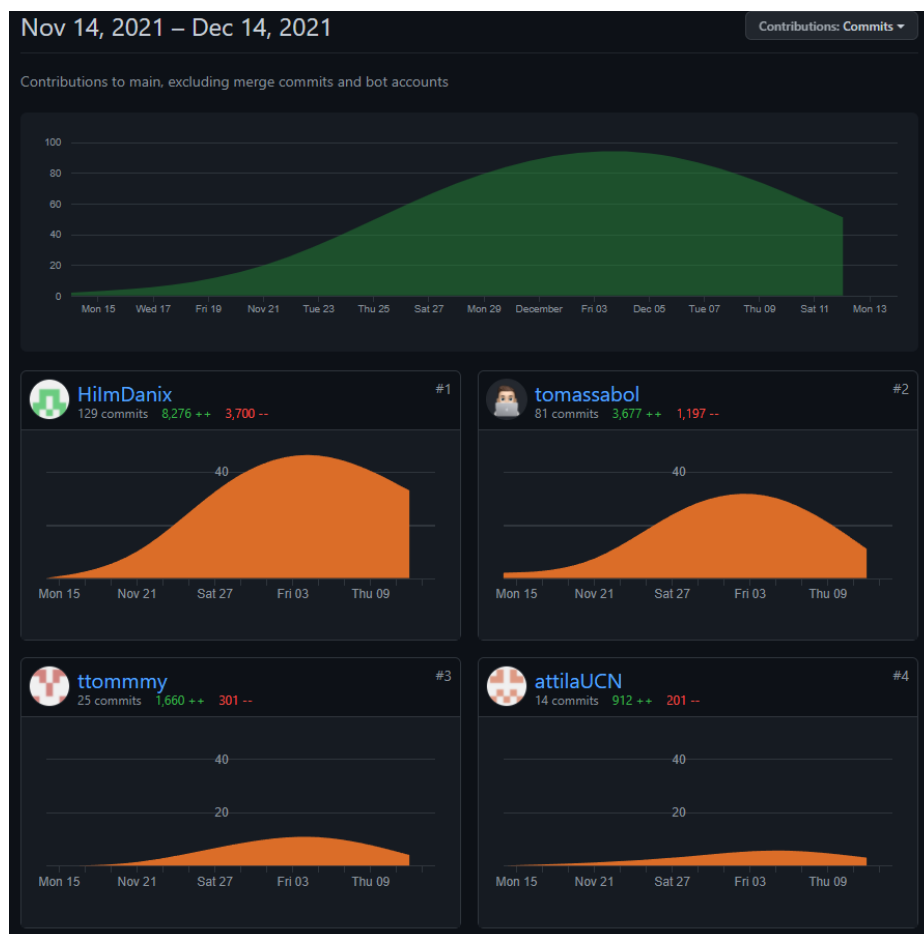 Nov 14, 2021 – Dec 14, 2021
Contributions: Commits
Contributions to main, excluding merge commits and bot accounts
100
80
60
40
20
0
Mon 15 Wed 17 Fri 19 Nov 21 Tue 23 Thu 25 Sat 27 Mon 29 December Fri 03 Dec 05 Tue 07 Thu 09 Sat 11 Mon 13
HiImDanix #1
129 commits 8,276 ++ 3,700 --
40
Mon 15 Nov 21 Sat 27 Fri 03 Thu 09
tomassabol #2
81 commits 3,677 ++ 1,197 --
40
Mon 15 Nov 21 Sat 27 Fri 03 Thu 09
ttommmy #3
25 commits 1,660 ++ 301 --
40
20
Mon 15 Nov 21 Sat 27 Fri 03 Thu 09
attilaUCN #4
14 commits 912 ++ 201 --
40
20
Mon 15 Nov 21 Sat 27 Fri 03 Thu 09